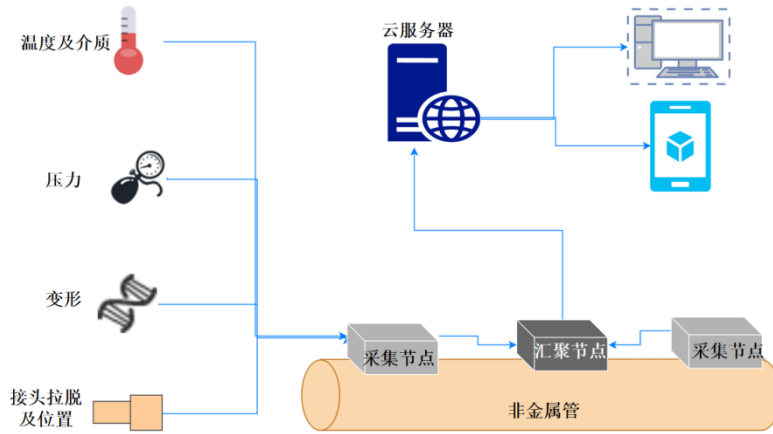 温度及介质
云服务器
压力
变形
采集节点
汇聚节点
采集节点
接头拉脱
及位置
非金属管